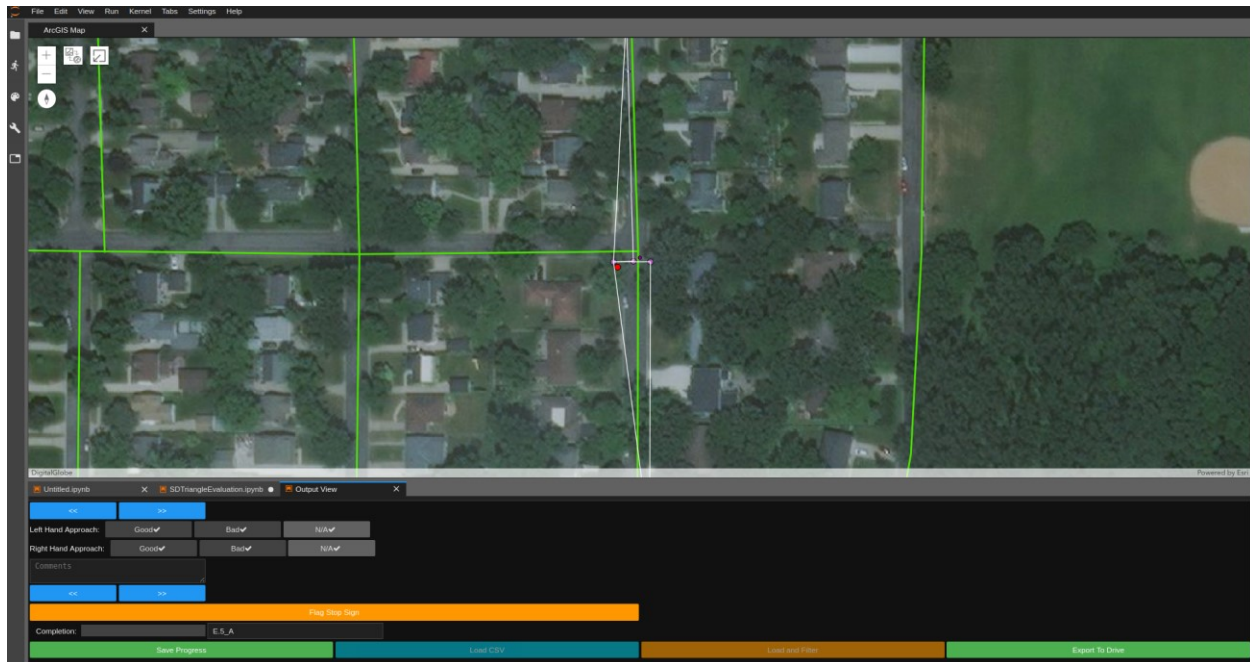 File Edit View Run Kernel Tabs Settings Help
ArcGIS Map
DigitalGlobe Powered by Esri
Untitled.ipynb SDTriangleEvaluation.ipynb Output View
<< >>
Left Hand Approach: Good✔ Bad✔ N/A✔
Right Hand Approach: Good✔ Bad✔ N/A✔
Comments
<< >>
Flag Stop Sign
Completion: E.5_A
Save Progress Load CSV Load and Filter Export To Drive